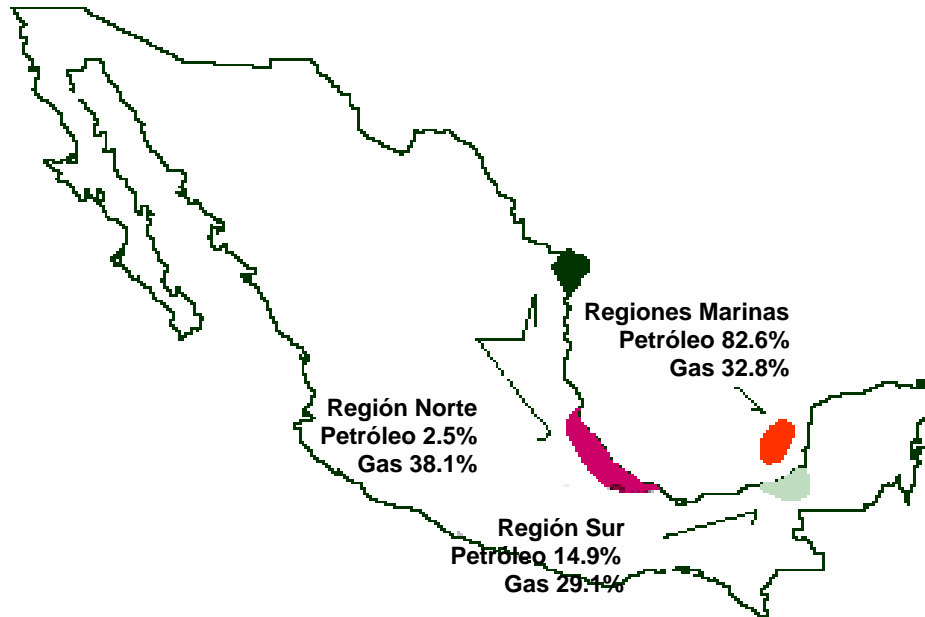 Regiones Marinas
Petróleo 82.6%
Gas 32.8%
Región Norte
Petróleo 2.5%
Gas 38.1%
Región Sur
Petróleo 14.9%
Gas 29.1%